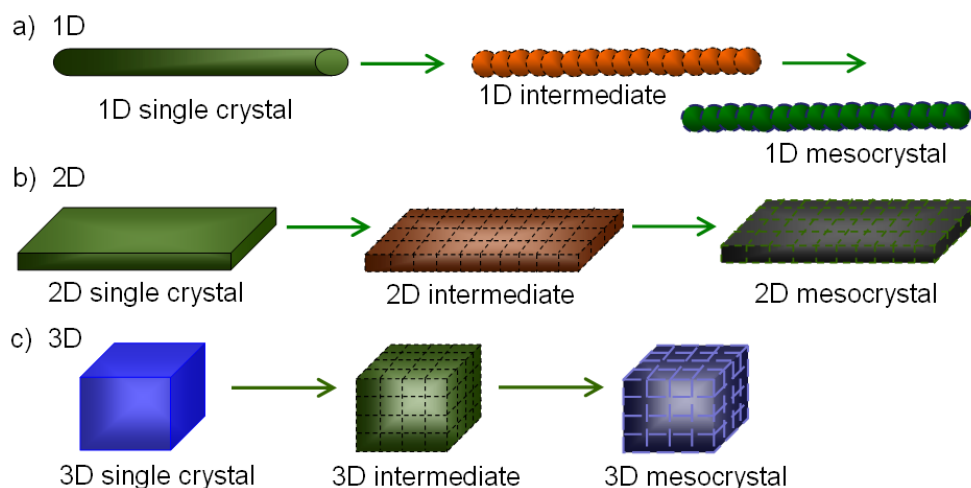 a) 1D
1D single crystal
1D intermediate
1D mesocrystal
b) 2D
2D single crystal
2D intermediate
2D mesocrystal
c) 3D
3D single crystal
3D intermediate
3D mesocrystal